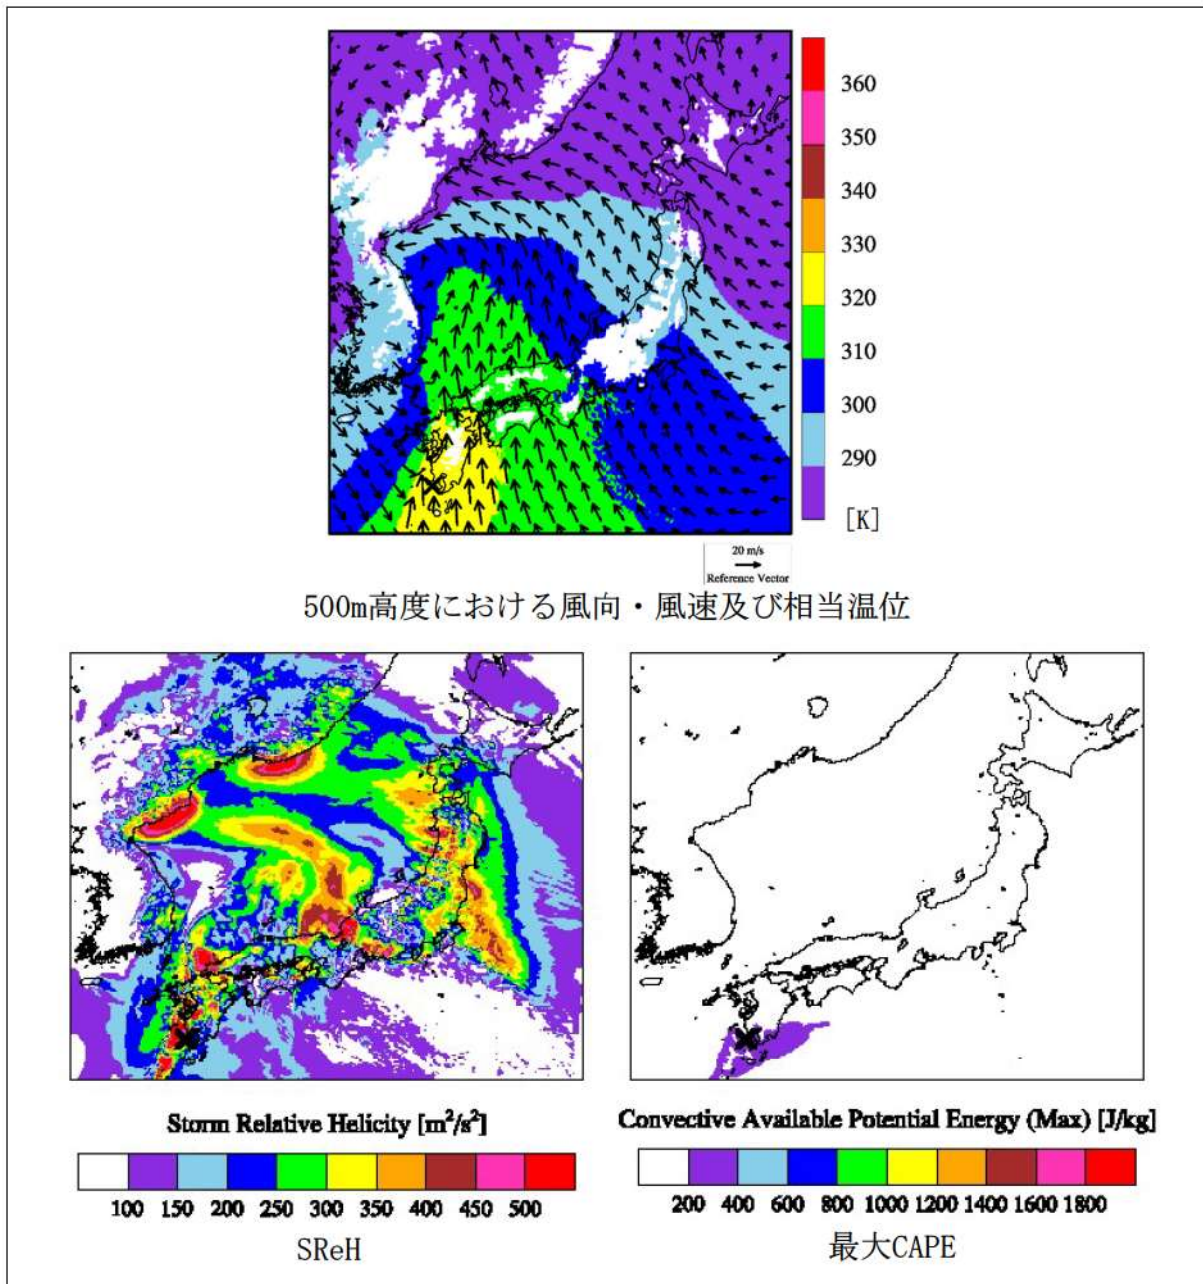 360
350
340
330
320
310
300
290
[K]
20 m/s
Reference Vector
500m高度における風向・風速及び相当温位
Storm Relative Helicity [m²/s²]
100 150 200 250 300 350 400 450 500
SReH
Convective Available Potential Energy (Max) [J/kg]
200 400 600 800 1000 1200 1400 1600 1800
最大CAPE